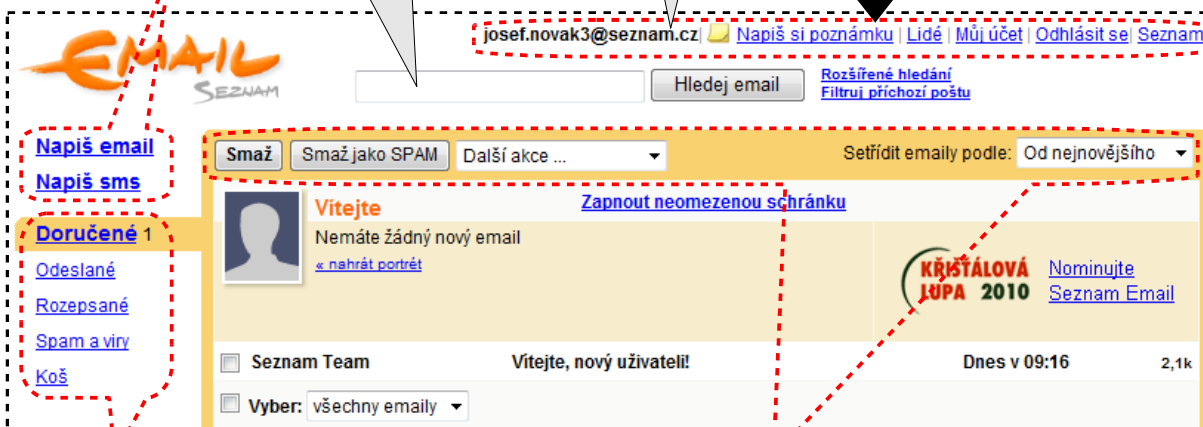 EMAIL
SEZNAM
josef.novak3@seznam.cz| Napiš si poznámku | Lidé | Můj účet | Odhlásit se| Seznam
Hledej email
Rozšířené hledání
Filtruj příchozí poštu
Napiš email
Napiš sms
Smaž Smaž jako SPAM Další akce ... Setřídit emaily podle: Od nejnovějšího
Vítejte
Zapnout neomezenou schránku
Nemáte žádný nový email
« nahrát portrét
KŘIŠŤÁLOVÁ
LUPA 2010
Nominujte
Seznam Email
Doručené 1
Odeslané
Rozepsané
Spam a viry
Koš
Seznam Team Vítejte, nový uživateli! Dnes v 09:16 2,1k
Vyber: všechny emaily